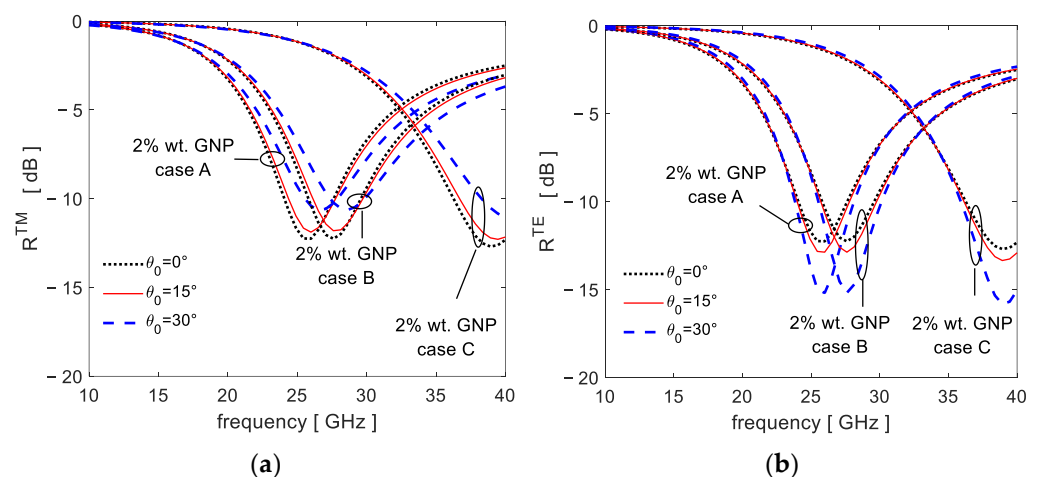 0
− 5
− 10
− 15
− 20
10
15
20
25
30
35
40
R^TM [ dB]
frequency [ GHz ]
2% wt. GNP
case A
2% wt. GNP
case B
2% wt. GNP
case C
θ₀=0°
θ₀=15°
θ₀=30°
(a)
0
− 5
− 10
− 15
− 20
10
15
20
25
30
35
40
R^TE [ dB]
frequency [ GHz ]
2% wt. GNP
case A
2% wt. GNP
case B
2% wt. GNP
case C
θ₀=0°
θ₀=15°
θ₀=30°
(b)